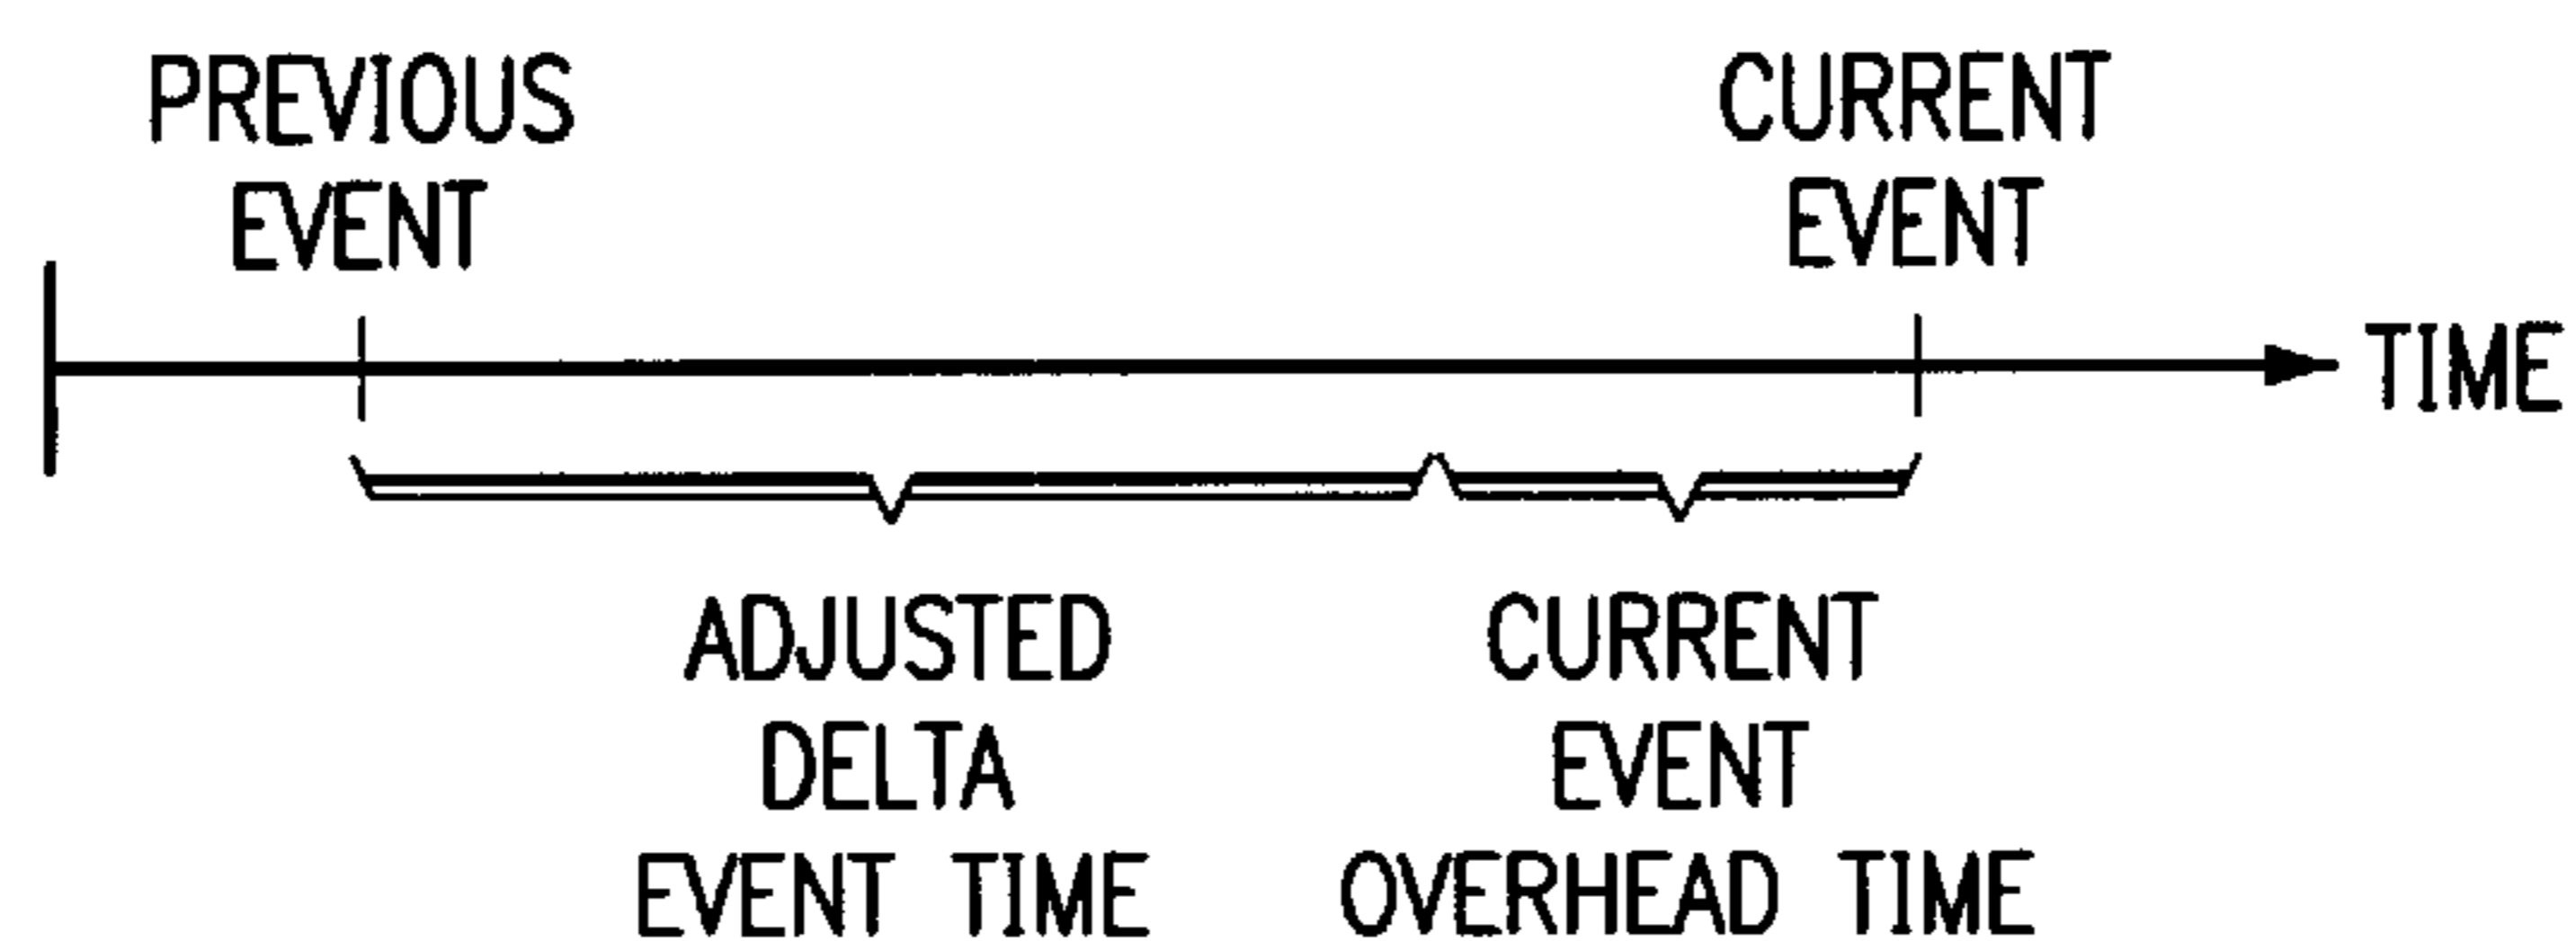 PREVIOUS
EVENT
CURRENT
EVENT
TIME
ADJUSTED
DELTA
EVENT TIME
CURRENT
EVENT
OVERHEAD TIME